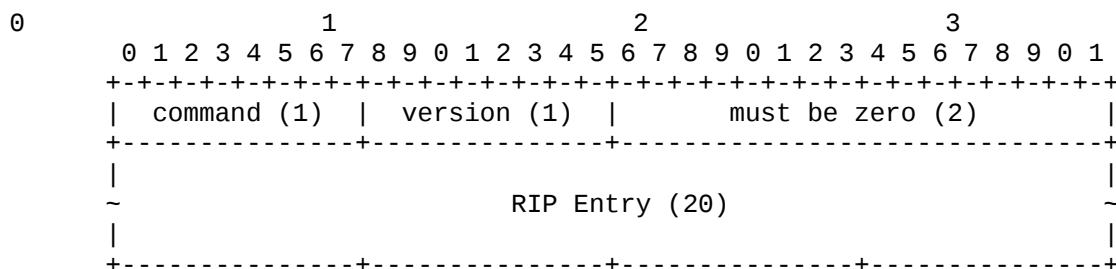 0                   1                   2                   3
 0 1 2 3 4 5 6 7 8 9 0 1 2 3 4 5 6 7 8 9 0 1 2 3 4 5 6 7 8 9 0 1
+-+-+-+-+-+-+-+-+-+-+-+-+-+-+-+-+-+-+-+-+-+-+-+-+-+-+-+-+-+-+-+-+
|  command (1)  |  version (1)  |       must be zero (2)        |
+---------------+---------------+-------------------------------+
|                                                               |
~                         RIP Entry (20)                        ~
|                                                               |
+---------------+---------------+---------------+---------------+